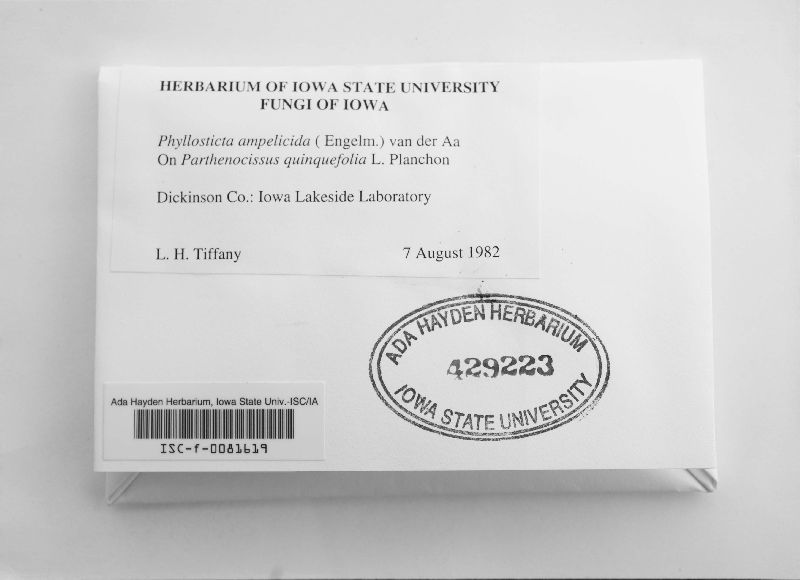 HERBARIUM OF IOWA STATE UNIVERSITY
FUNGI OF IOWA
Phyllosticta ampelicida ( Engelm.) van der Aa
On Parthenocissus quinquefolia L. Planchon
Dickinson Co.: Iowa Lakeside Laboratory
L. H. Tiffany 7 August 1982
ADA HAYDEN HERBARIUM
429223
IOWA STATE UNIVERSITY
Ada Hayden Herbarium, Iowa State Univ.-ISC/IA
ISC-f-0081619